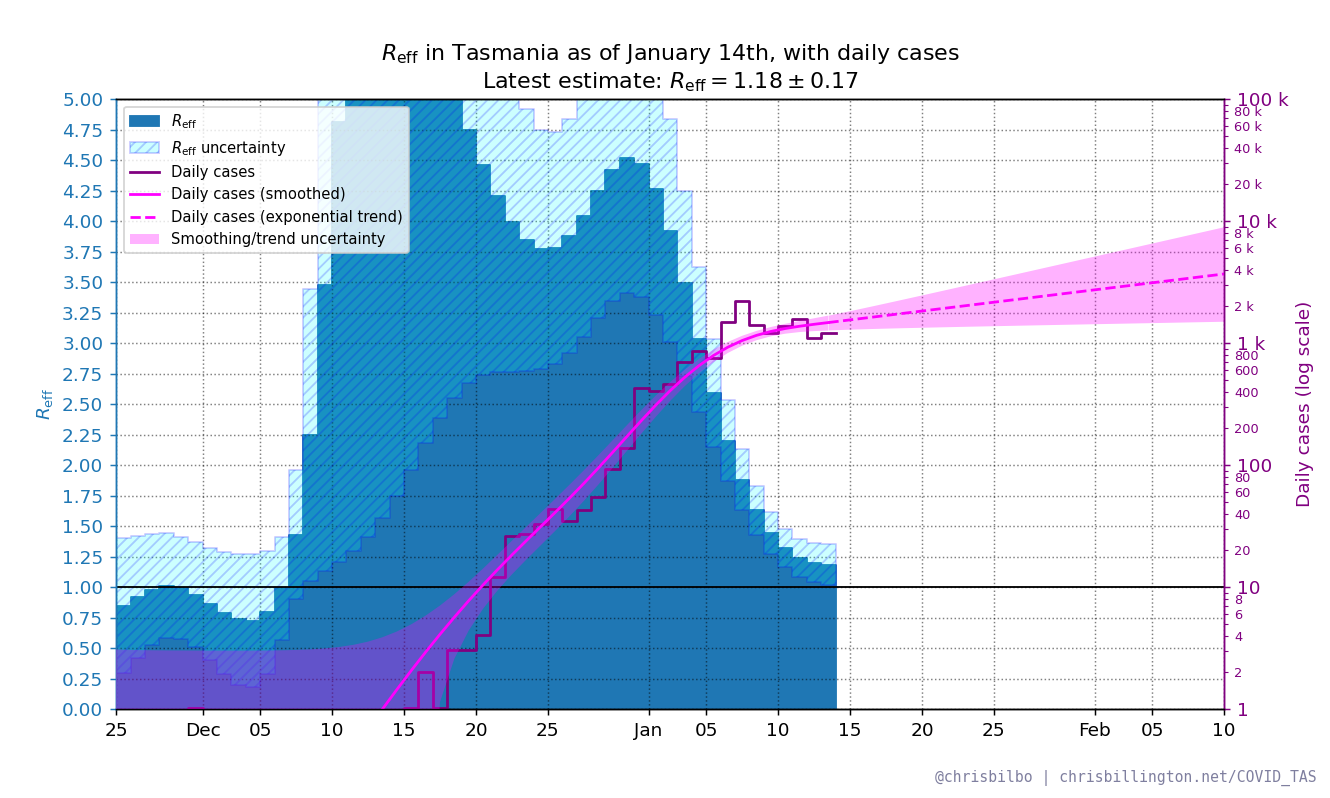 R_eff in Tasmania as of January 14th, with daily cases
Latest estimate: R_eff = 1.18 ± 0.17
R_eff
R_eff uncertainty
Daily cases
Daily cases (smoothed)
Daily cases (exponential trend)
Smoothing/trend uncertainty
5.00
4.75
4.50
4.25
4.00
3.75
3.50
3.25
3.00
2.75
2.50
2.25
2.00
1.75
1.50
1.25
1.00
0.75
0.50
0.25
0.00
R_eff
100 k
80 k
60 k
40 k
20 k
10 k
8 k
6 k
4 k
2 k
1 k
800
600
400
200
100
80
60
40
20
10
8
6
4
2
1
Daily cases (log scale)
25 Dec 05 10 15 20 25 Jan 05 10 15 20 25 Feb 05 10
@chrisbilbo | chrisbillington.net/COVID_TAS